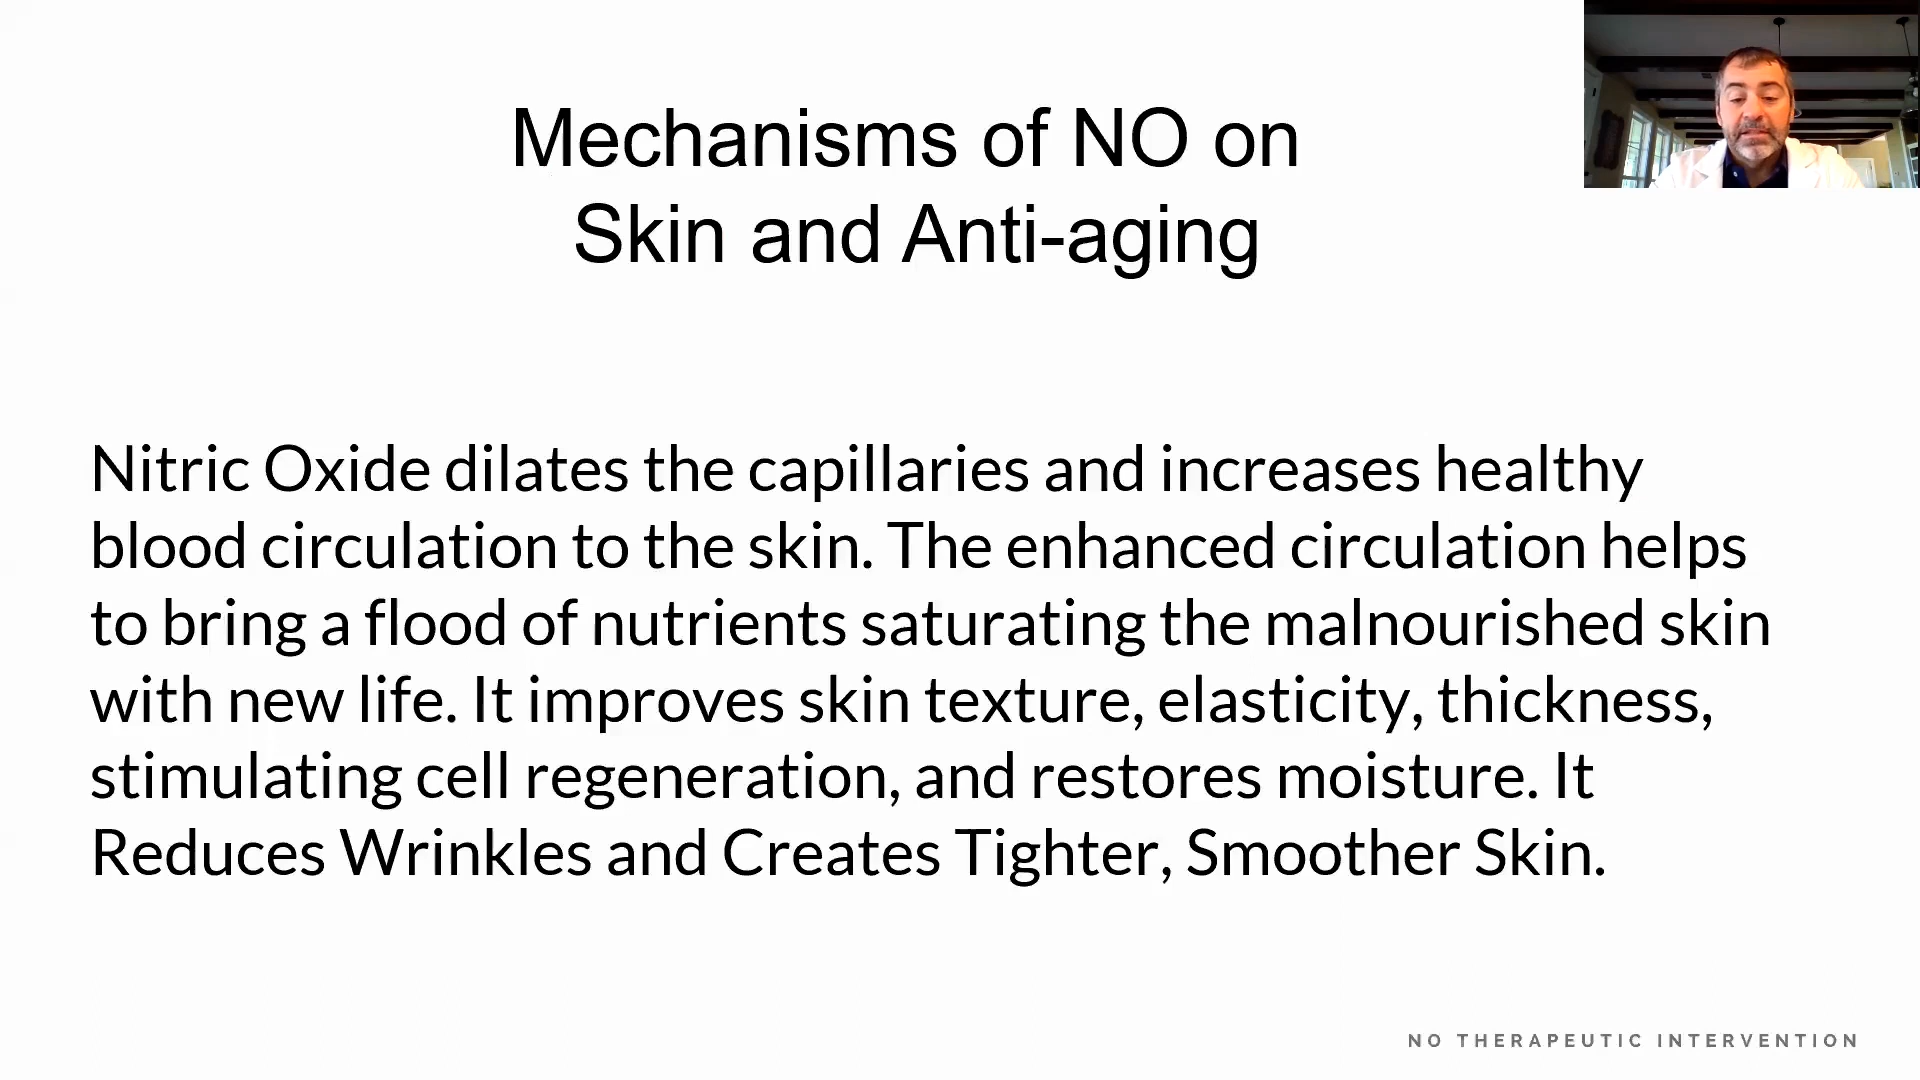 Mechanisms of NO on
Skin and Anti-aging
Nitric Oxide dilates the capillaries and increases healthy
blood circulation to the skin. The enhanced circulation helps
to bring a flood of nutrients saturating the malnourished skin
with new life. It improves skin texture, elasticity, thickness,
stimulating cell regeneration, and restores moisture. It
Reduces Wrinkles and Creates Tighter, Smoother Skin.
NO THERAPEUTIC INTERVENTION